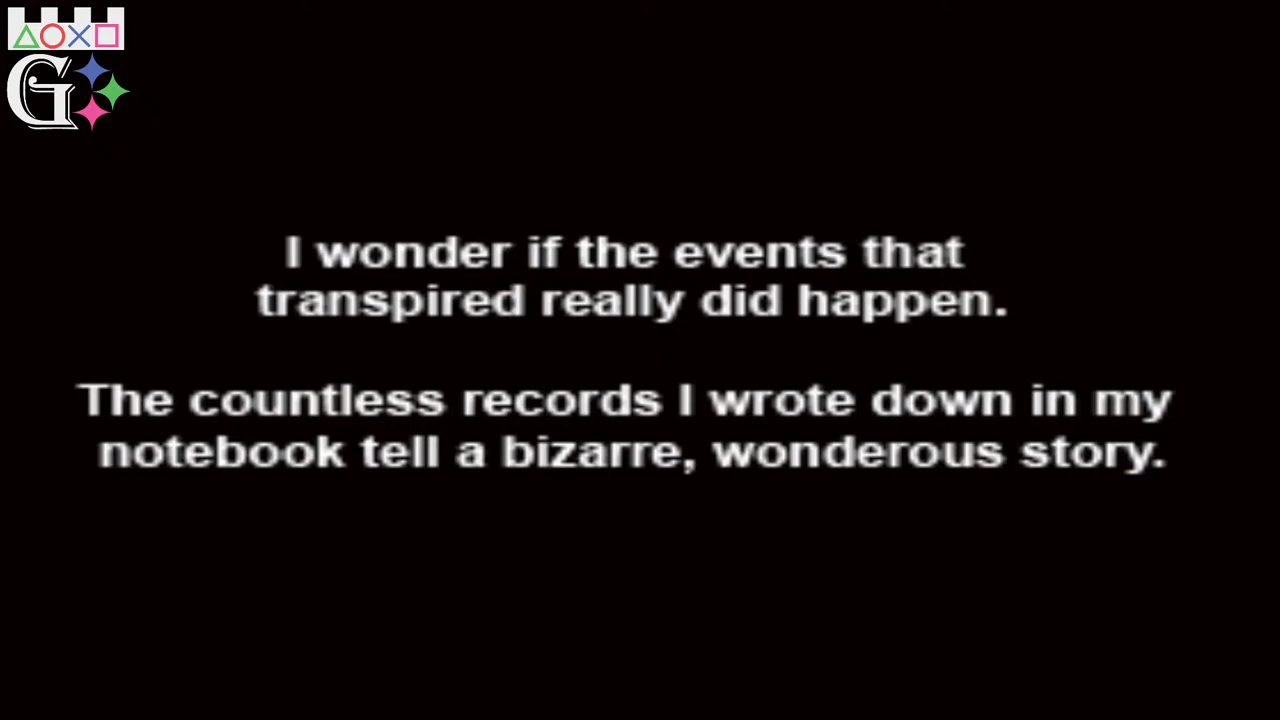 G
I wonder if the events that
transpired really did happen.
The countless records I wrote down in my
notebook tell a bizarre, wonderous story.